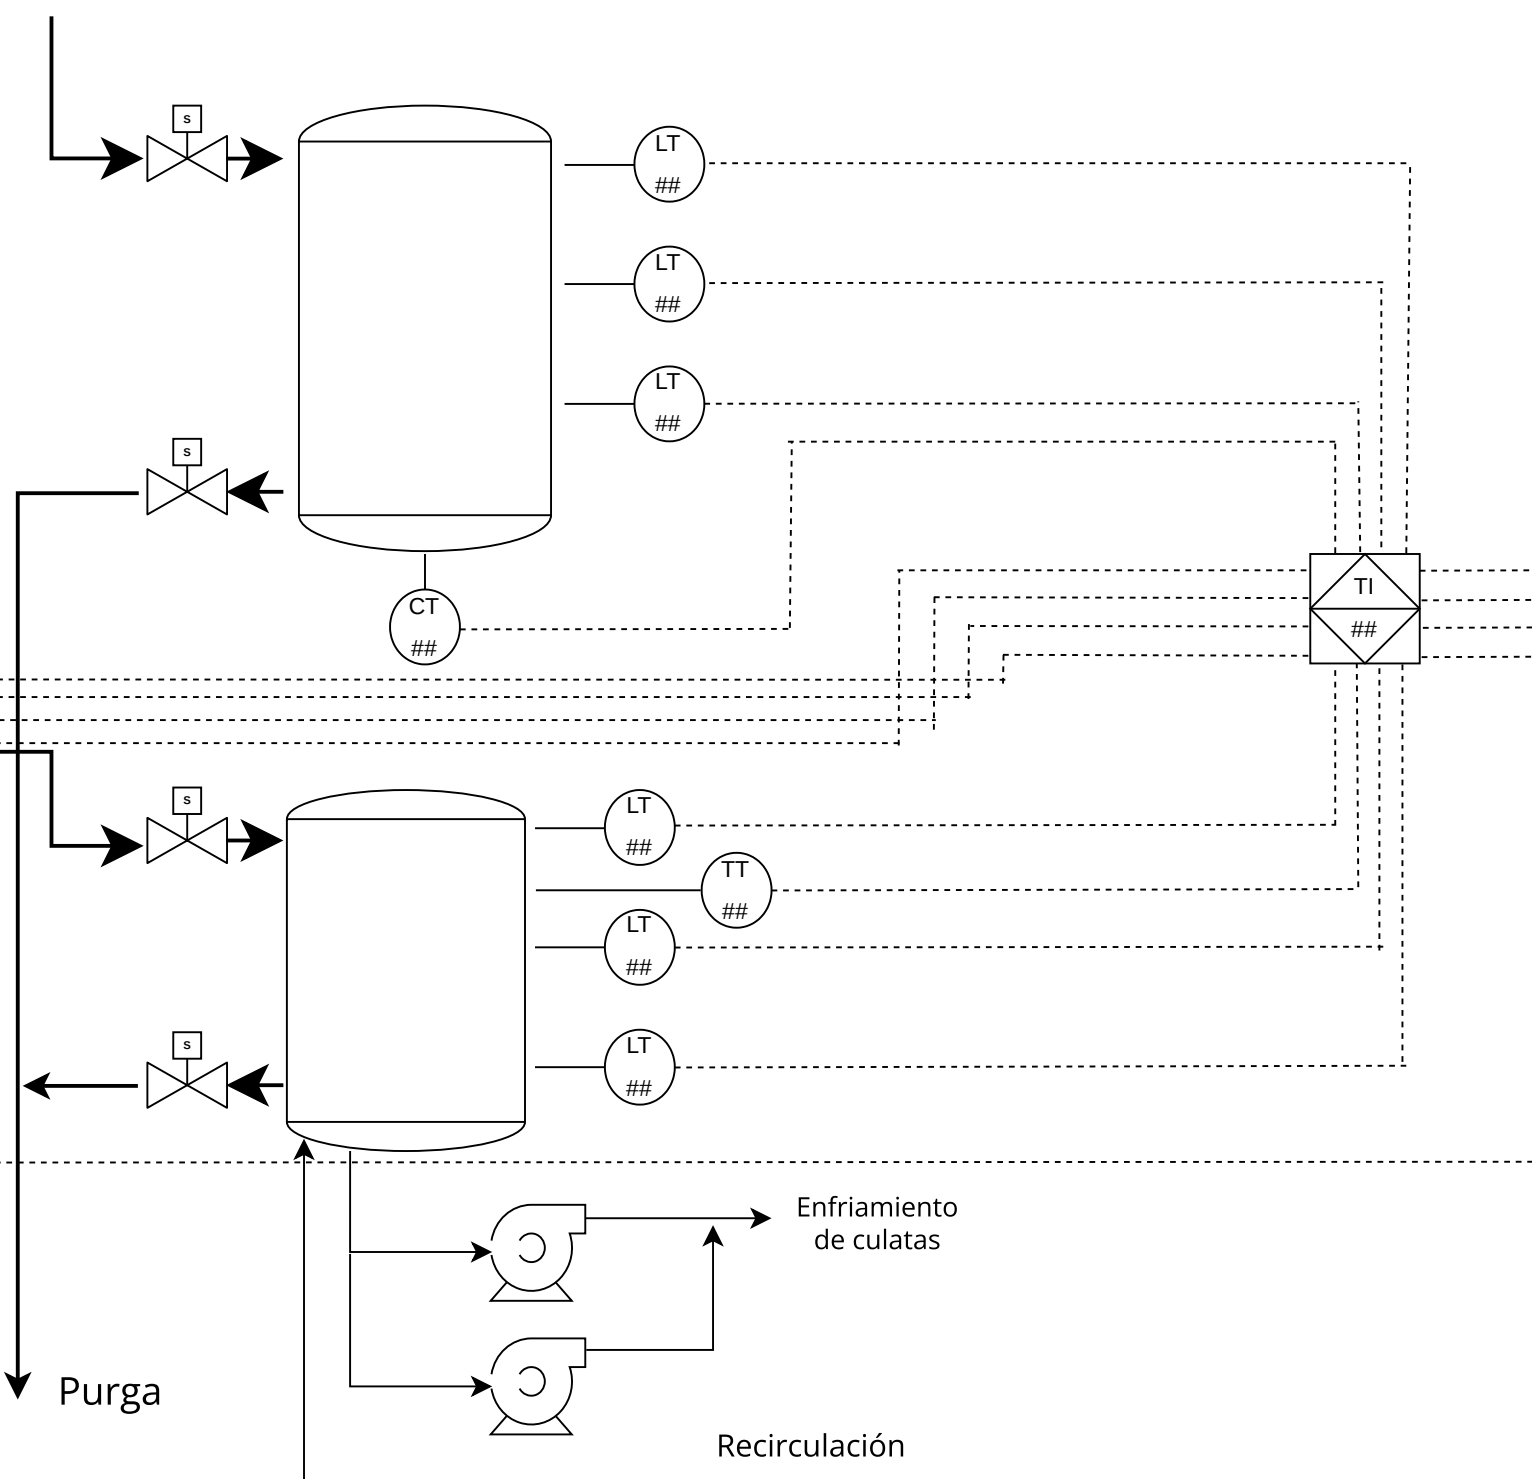 S
LT
##
LT
##
LT
##
S
CT
##
TI
##
S
LT
##
TT
##
LT
##
S
LT
##
Enfriamiento
de culatas
Purga
Recirculación